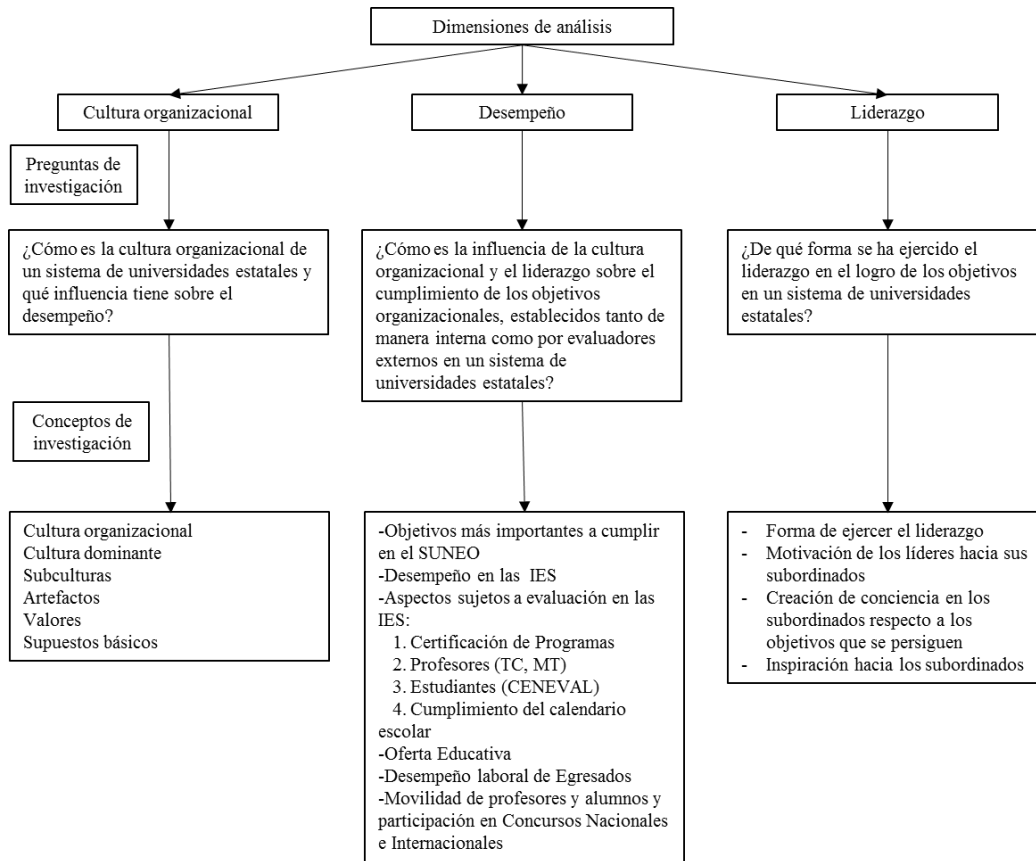 Dimensiones de análisis
Cultura organizacional
Desempeño
Liderazgo
Preguntas de
investigación
¿Cómo es la cultura organizacional de
un sistema de universidades estatales y
qué influencia tiene sobre el
desempeño?
¿Cómo es la influencia de la cultura
organizacional y el liderazgo sobre el
cumplimiento de los objetivos
organizacionales, establecidos tanto de
manera interna como por evaluadores
externos en un sistema de
universidades estatales?
¿De qué forma se ha ejercido el
liderazgo en el logro de los objetivos
en un sistema de universidades
estatales?
Conceptos de
investigación
Cultura organizacional
Cultura dominante
Subculturas
Artefactos
Valores
Supuestos básicos
-Objetivos más importantes a cumplir
en el SUNEO
-Desempeño en las IES
-Aspectos sujetos a evaluación en las
IES:
1. Certificación de Programas
2. Profesores (TC, MT)
3. Estudiantes (CENEVAL)
4. Cumplimiento del calendario
escolar
-Oferta Educativa
-Desempeño laboral de Egresados
-Movilidad de profesores y alumnos y
participación en Concursos Nacionales
e Internacionales
- Forma de ejercer el liderazgo
- Motivación de los líderes hacia sus
subordinados
- Creación de conciencia en los
subordinados respecto a los
objetivos que se persiguen
- Inspiración hacia los subordinados